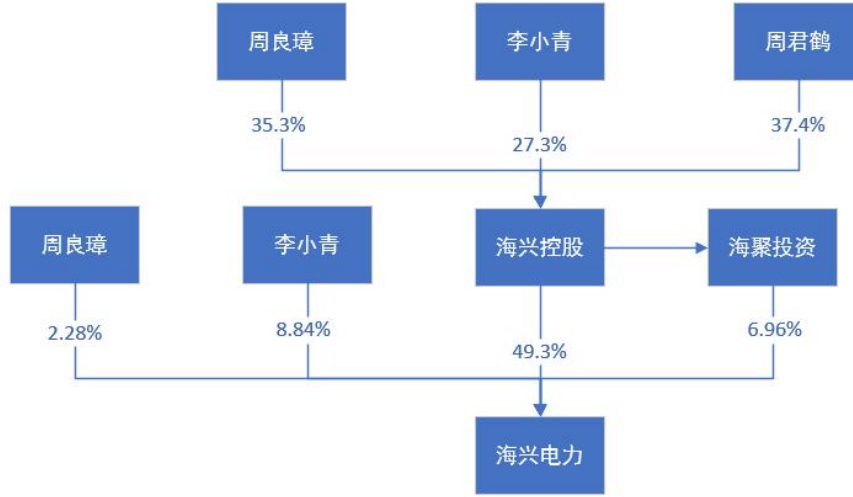 周良璋
李小青
周君鹤
35.3%
27.3%
37.4%
周良璋
李小青
海兴控股
海聚投资
2.28%
8.84%
49.3%
6.96%
海兴电力